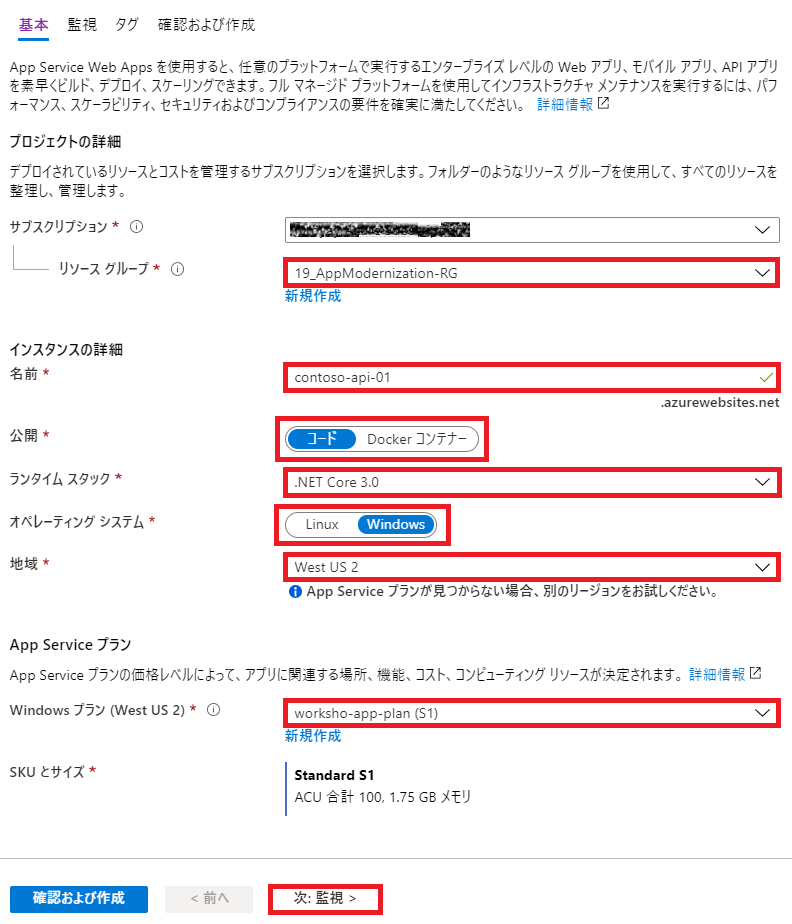 基本 監視 タグ 確認および作成
App Service Web Apps を使用すると、任意のプラットフォームで実行するエンタープライズ レベルの Web アプリ、モバイル アプリ、API アプリ
を素早くビルド、デプロイ、スケーリングできます。フル マネージド プラットフォームを使用してインフラストラクチャ メンテナンスを実行するには、パフ
ォーマンス、スケーラビリティ、セキュリティおよびコンプライアンスの要件を確実に満たしてください。 詳細情報
プロジェクトの詳細
デプロイされているリソースとコストを管理するサブスクリプションを選択します。フォルダーのようなリソース グループを使用して、すべてのリソースを
整理し、管理します。
サブスクリプション *
リソース グループ * 19_AppModernization-RG
新規作成
インスタンスの詳細
名前 * contoso-api-01
.azurewebsites.net
公開 * コード Docker コンテナー
ランタイム スタック * .NET Core 3.0
オペレーティング システム * Linux Windows
地域 * West US 2
App Service プランが見つからない場合、別のリージョンをお試しください。
App Service プラン
App Service プランの価格レベルによって、アプリに関連する場所、機能、コスト、コンピューティング リソースが決定されます。 詳細情報
Windows プラン (West US 2) * worksho-app-plan (S1)
新規作成
SKU とサイズ * Standard S1
ACU 合計 100, 1.75 GB メモリ
確認および作成 < 前へ 次: 監視 >